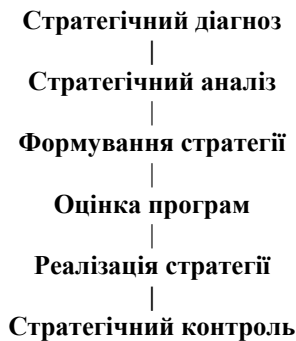 Стратегічний діагноз
Стратегічний аналіз
Формування стратегії
Оцінка програм
Реалізація стратегії
Стратегічний контроль